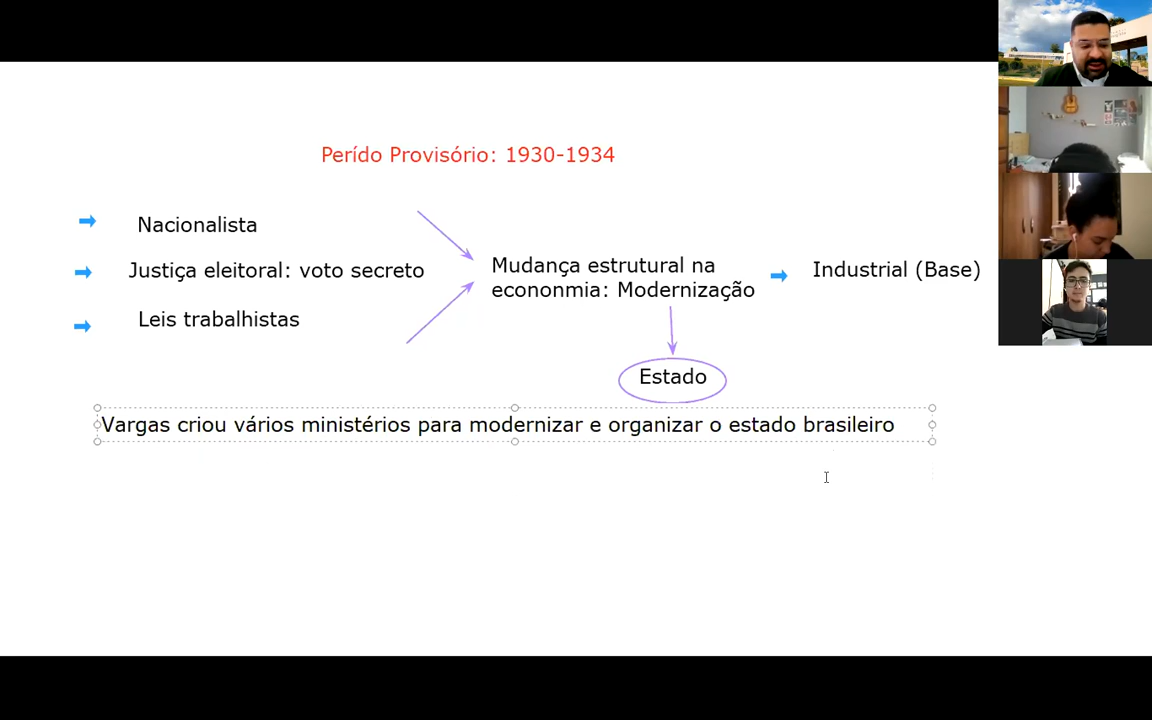 Perído Provisório: 1930-1934
Nacionalista
Justiça eleitoral: voto secreto
Leis trabalhistas
Mudança estrutural na
econonmia: Modernização
Industrial (Base)
Estado
Vargas criou vários ministérios para modernizar e organizar o estado brasileiro